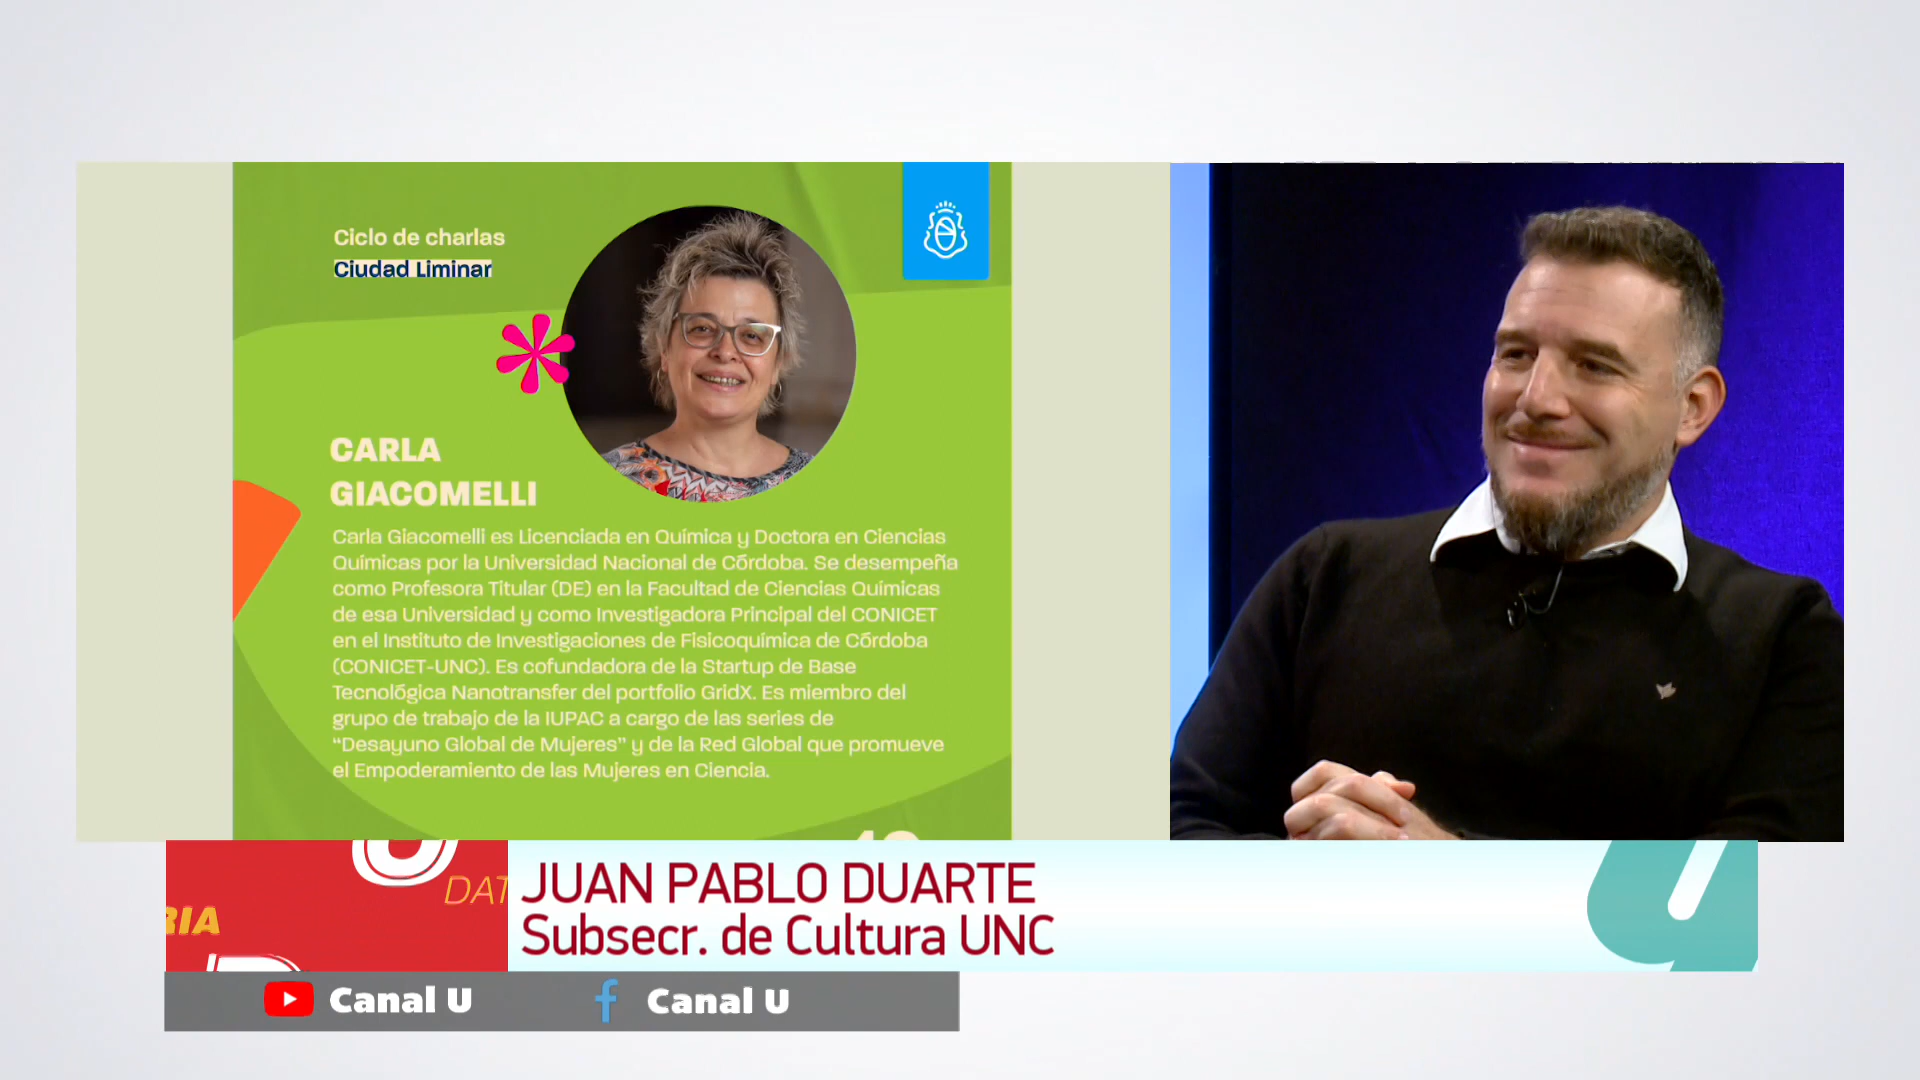 Ciclo de charlas
Ciudad Liminar
CARLA
GIACOMELLI
Carla Giacomelli es Licenciada en Química y Doctora en Ciencias
Químicas por la Universidad Nacional de Córdoba. Se desempeña
como Profesora Titular (DE) en la Facultad de Ciencias Químicas
de esa Universidad y como Investigadora Principal del CONICET
en el Instituto de Investigaciones de Fisicoquímica de Córdoba
(CONICET-UNC). Es cofundadora de la Startup de Base
Tecnológica Nanotransfer del portfolio GridX. Es miembro del
grupo de trabajo de la IUPAC a cargo de las series de
“Desayuno Global de Mujeres” y de la Red Global que promueve
el Empoderamiento de las Mujeres en Ciencia.
DAT
RIA
JUAN PABLO DUARTE
Subsecr. de Cultura UNC
Canal U
Canal U